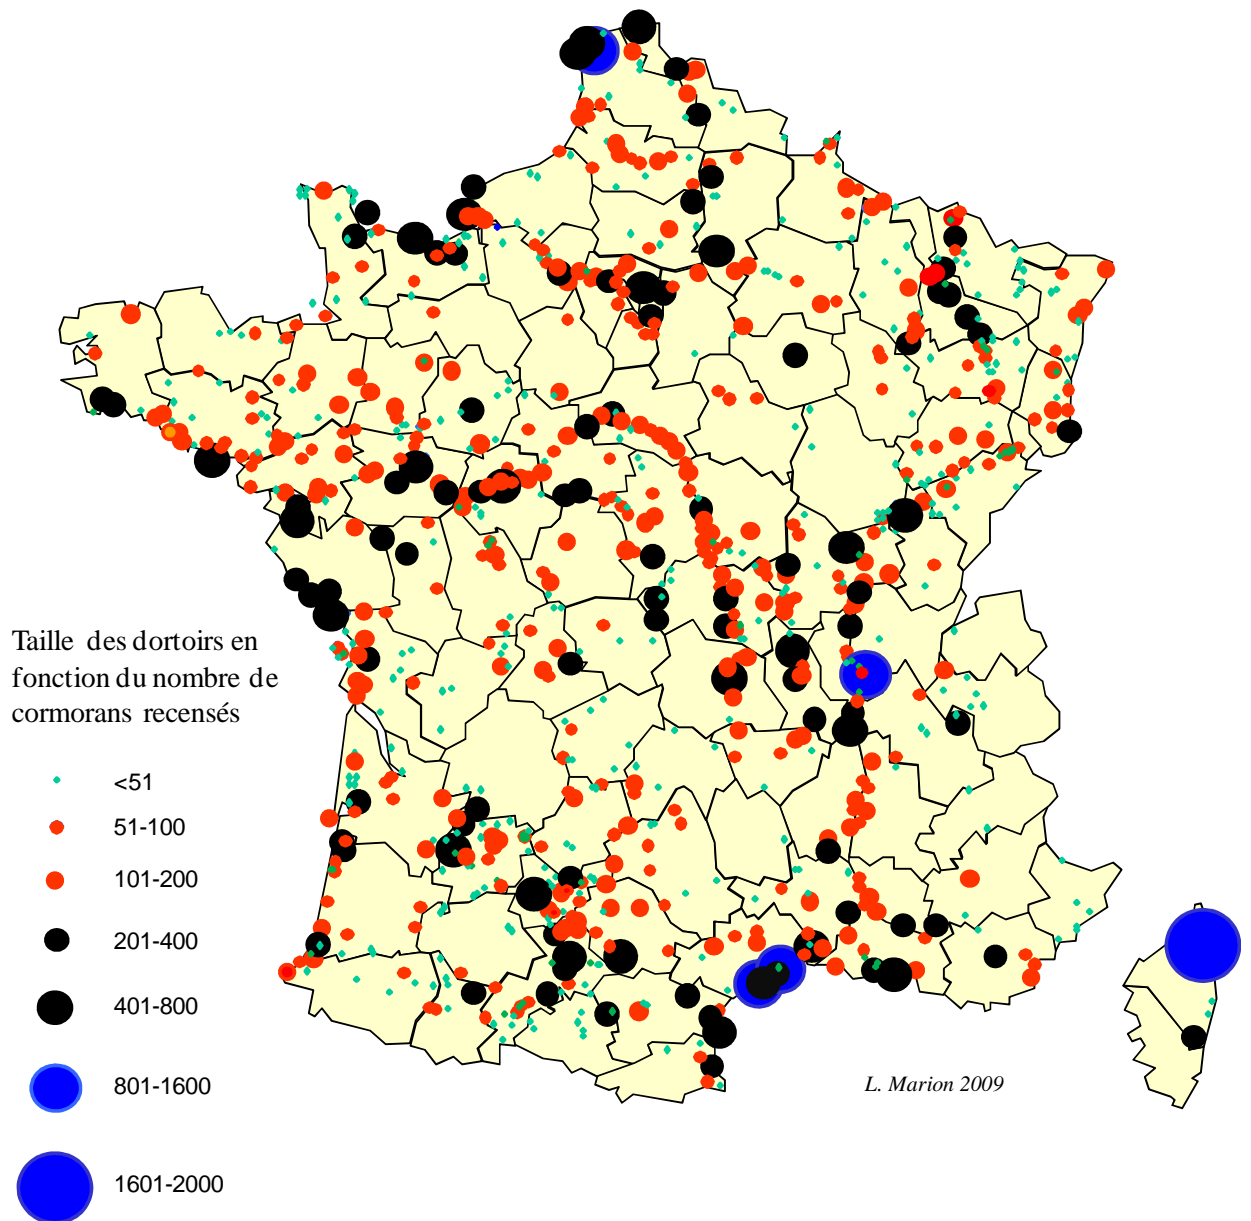 Taille des dortoirs en
fonction du nombre de
cormorans recensés
<51
51-100
101-200
201-400
401-800
801-1600
1601-2000
L. Marion 2009